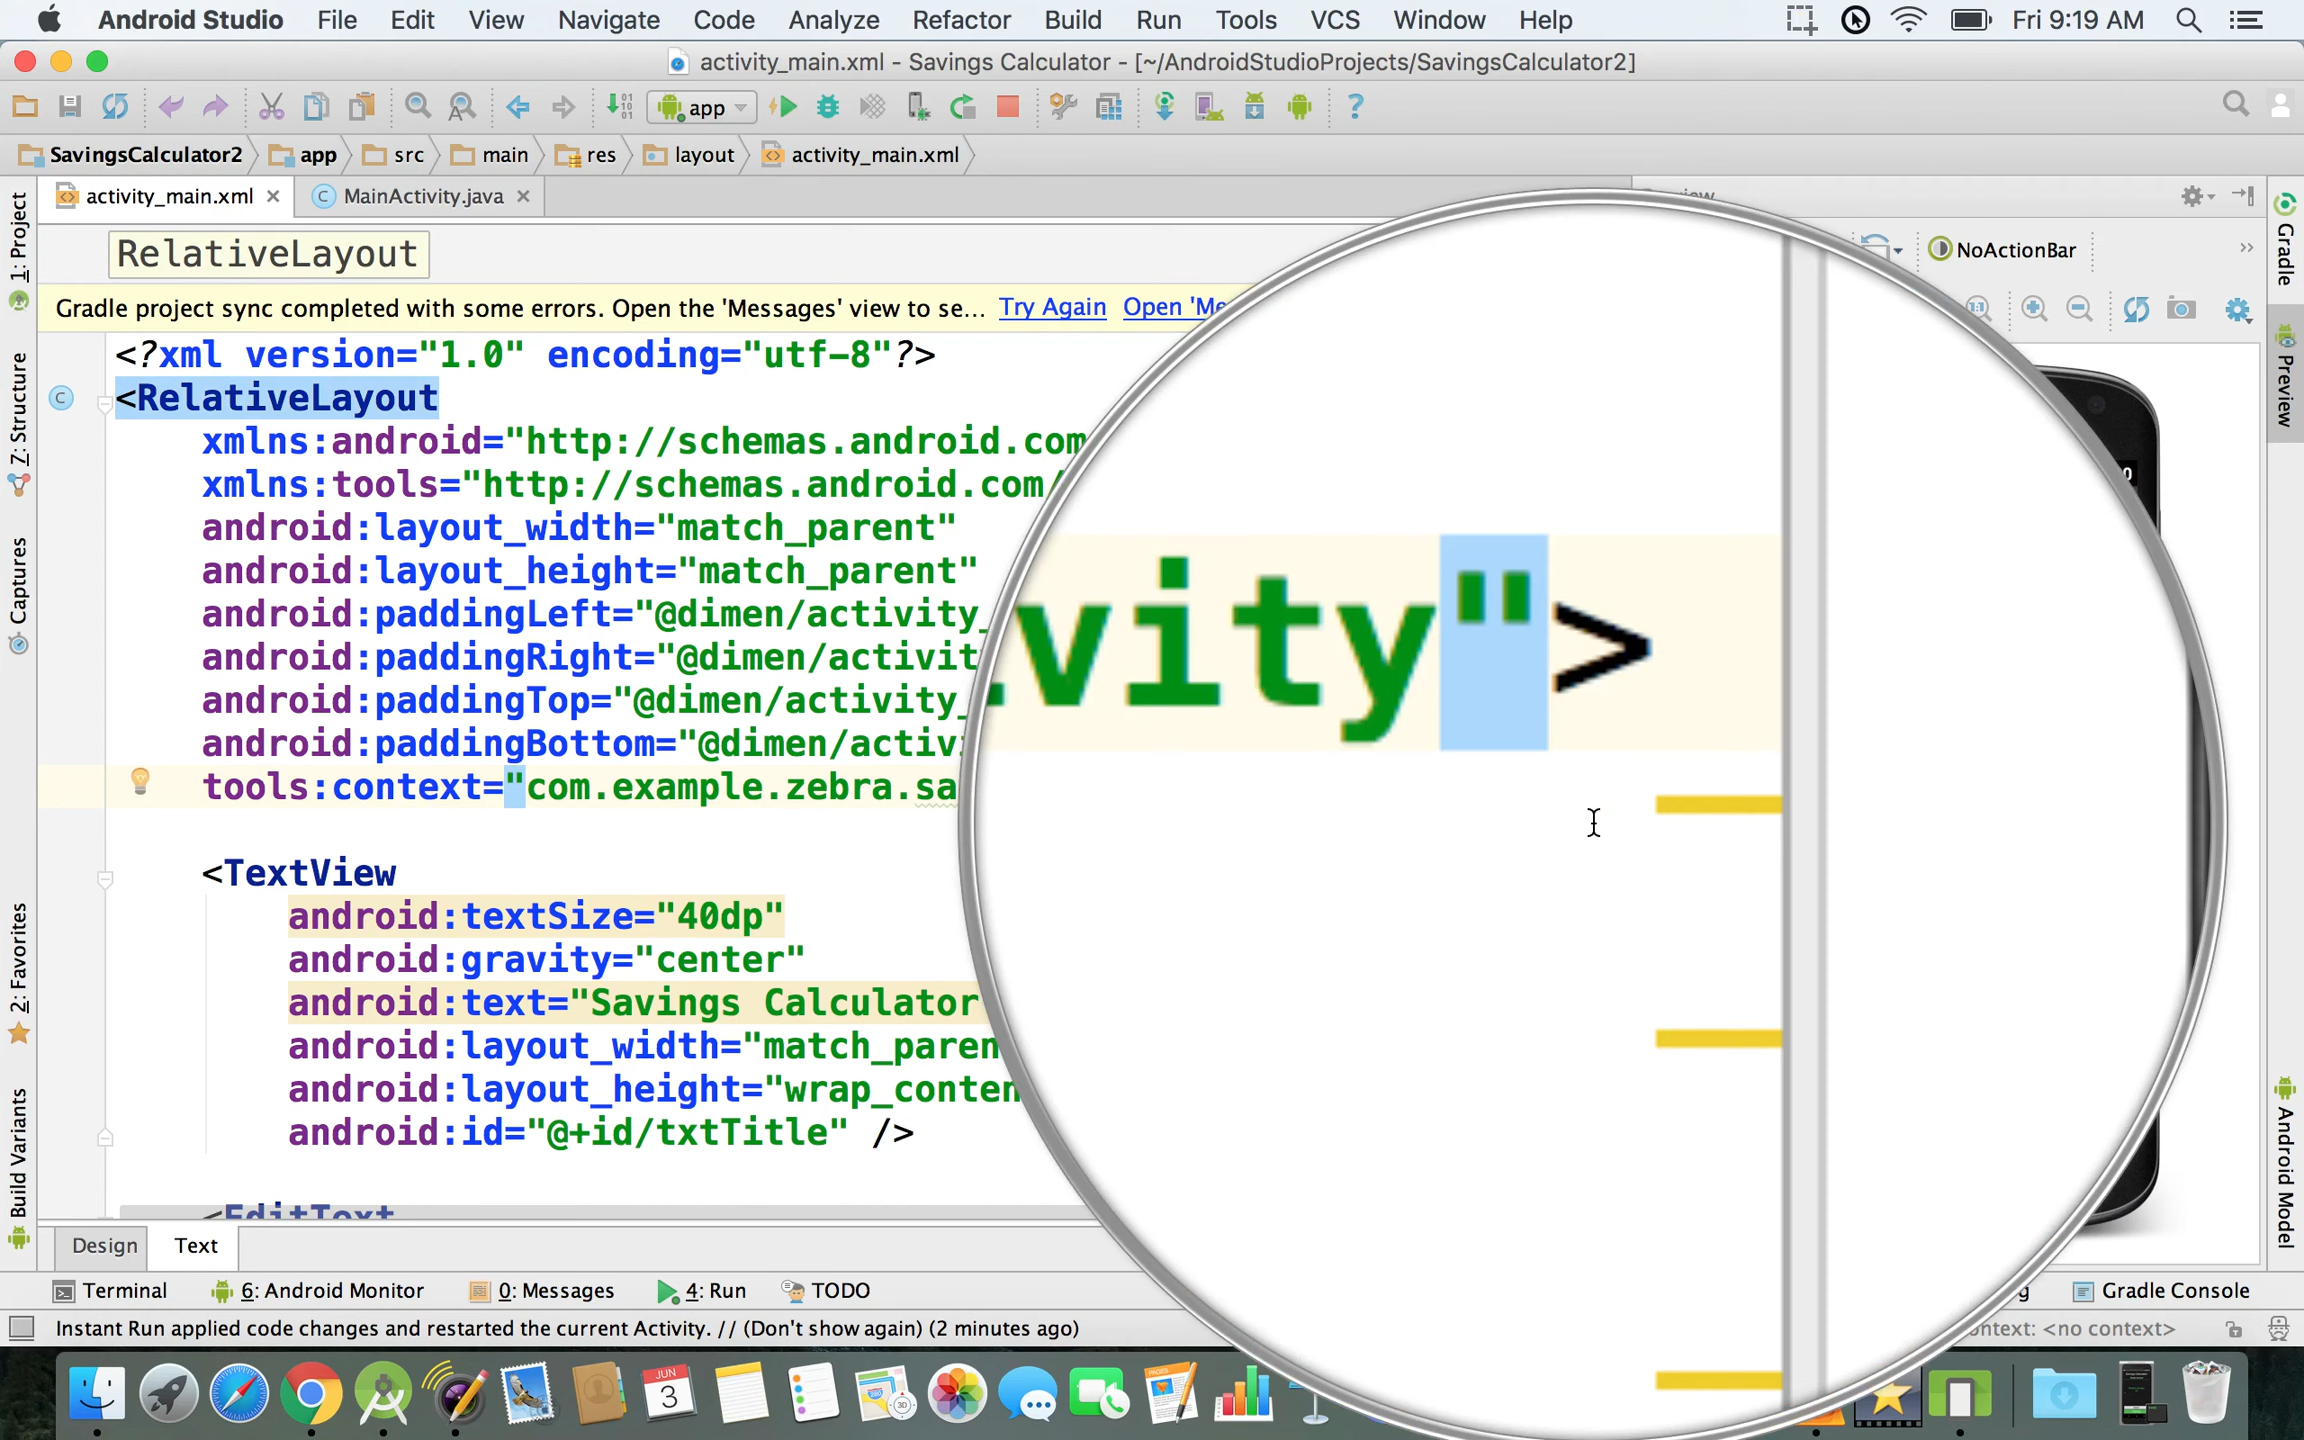 Android Studio File Edit View Navigate Code Analyze Refactor Build Run Tools VCS Window Help Fri 9:19 AM
activity_main.xml - Savings Calculator - [~/AndroidStudioProjects/SavingsCalculator2]
app
SavingsCalculator2 app src main res layout activity_main.xml
activity_main.xml MainActivity.java
RelativeLayout NoActionBar
Gradle project sync completed with some errors. Open the 'Messages' view to se... Try Again Open 'Me
<?xml version="1.0" encoding="utf-8"?>
<RelativeLayout
xmlns:android="http://schemas.android.com
xmlns:tools="http://schemas.android.com/
android:layout_width="match_parent"
android:layout_height="match_parent"
android:paddingLeft="@dimen/activity_
android:paddingRight="@dimen/activit
android:paddingTop="@dimen/activity_
android:paddingBottom="@dimen/activ
tools:context="com.example.zebra.sa
vity">
<TextView
android:textSize="40dp"
android:gravity="center"
android:text="Savings Calculator
android:layout_width="match_paren
android:layout_height="wrap_conten
android:id="@+id/txtTitle" />
<EditText
1: Project
7: Structure
Captures
2: Favorites
Build Variants
Gradle
Preview
Android Model
Design Text
Terminal 6: Android Monitor 0: Messages 4: Run TODO Gradle Console
Instant Run applied code changes and restarted the current Activity. // (Don't show again) (2 minutes ago) ntext: <no context>
JUN
3